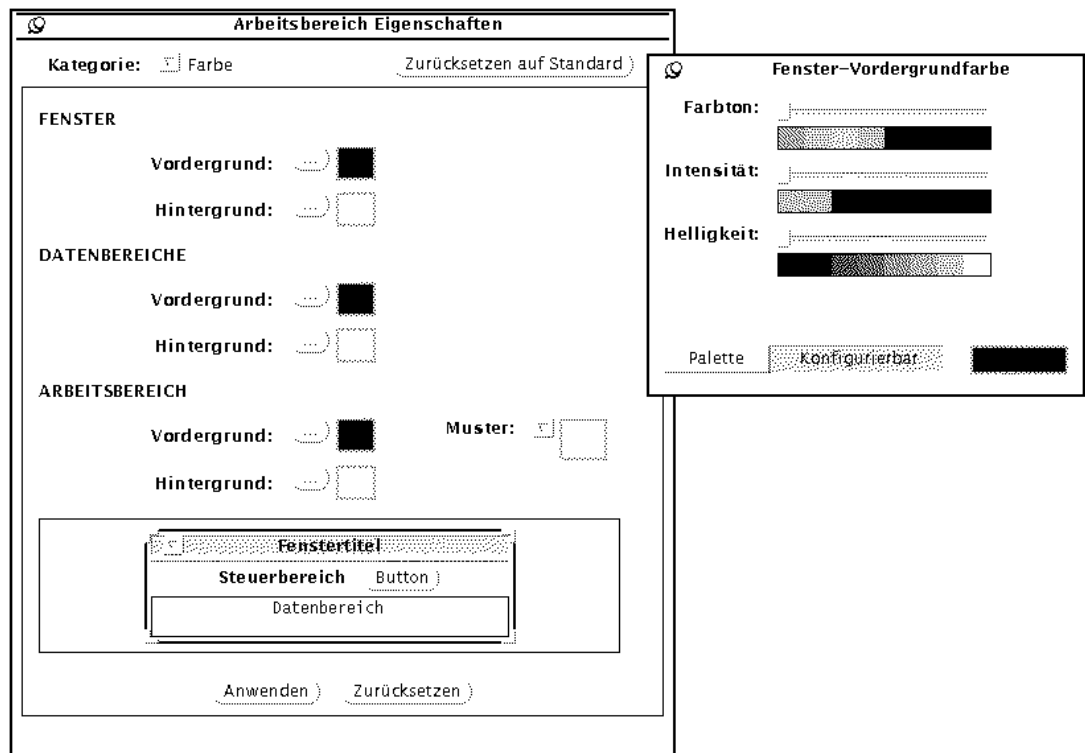 Arbeitsbereich Eigenschaften
Kategorie: Farbe Zurücksetzen auf Standard
FENSTER
Vordergrund: ...
Hintergrund: ...
DATENBEREICHE
Vordergrund: ...
Hintergrund: ...
ARBEITSBEREICH
Vordergrund: ... Muster:
Hintergrund: ...
Fenstertitel
Steuerbereich Button
Datenbereich
Anwenden Zurücksetzen
Fenster-Vordergrundfarbe
Farbton:
Intensität:
Helligkeit:
Palette Konfigurierbar